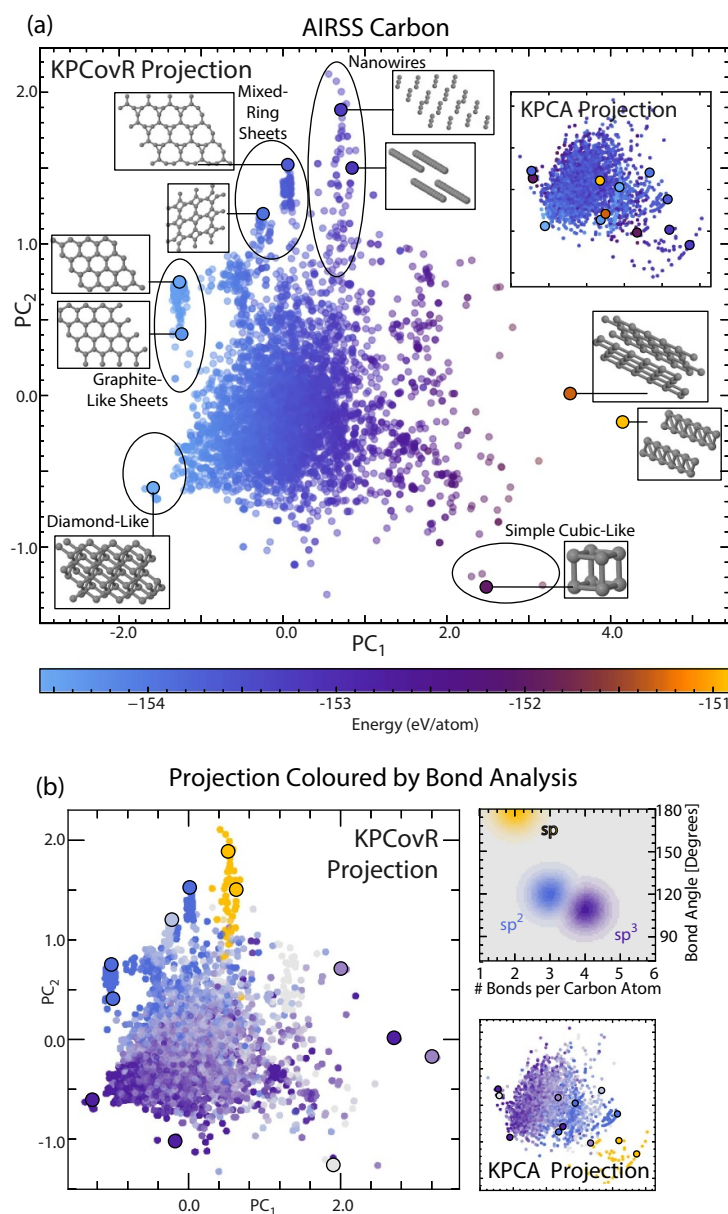 (a)
AIRSS Carbon
KPCovR Projection
Nanowires
Mixed-
Ring
Sheets
KPCA Projection
2.0
1.0
0.0
-1.0
PC2
Graphite-
Like Sheets
Diamond-Like
Simple Cubic-Like
-2.0 0.0 2.0 4.0
PC1
−154 -153 -152 -151
Energy (eV/atom)
(b)
Projection Coloured by Bond Analysis
KPCovR
Projection
2.0
1.0
0.0
-1.0
PC2
0.0 PC1 2.0
sp
sp2
sp3
180
150
120
90
Bond Angle [Degrees]
1 2 3 4 5 6
# Bonds per Carbon Atom
KPCA Projection